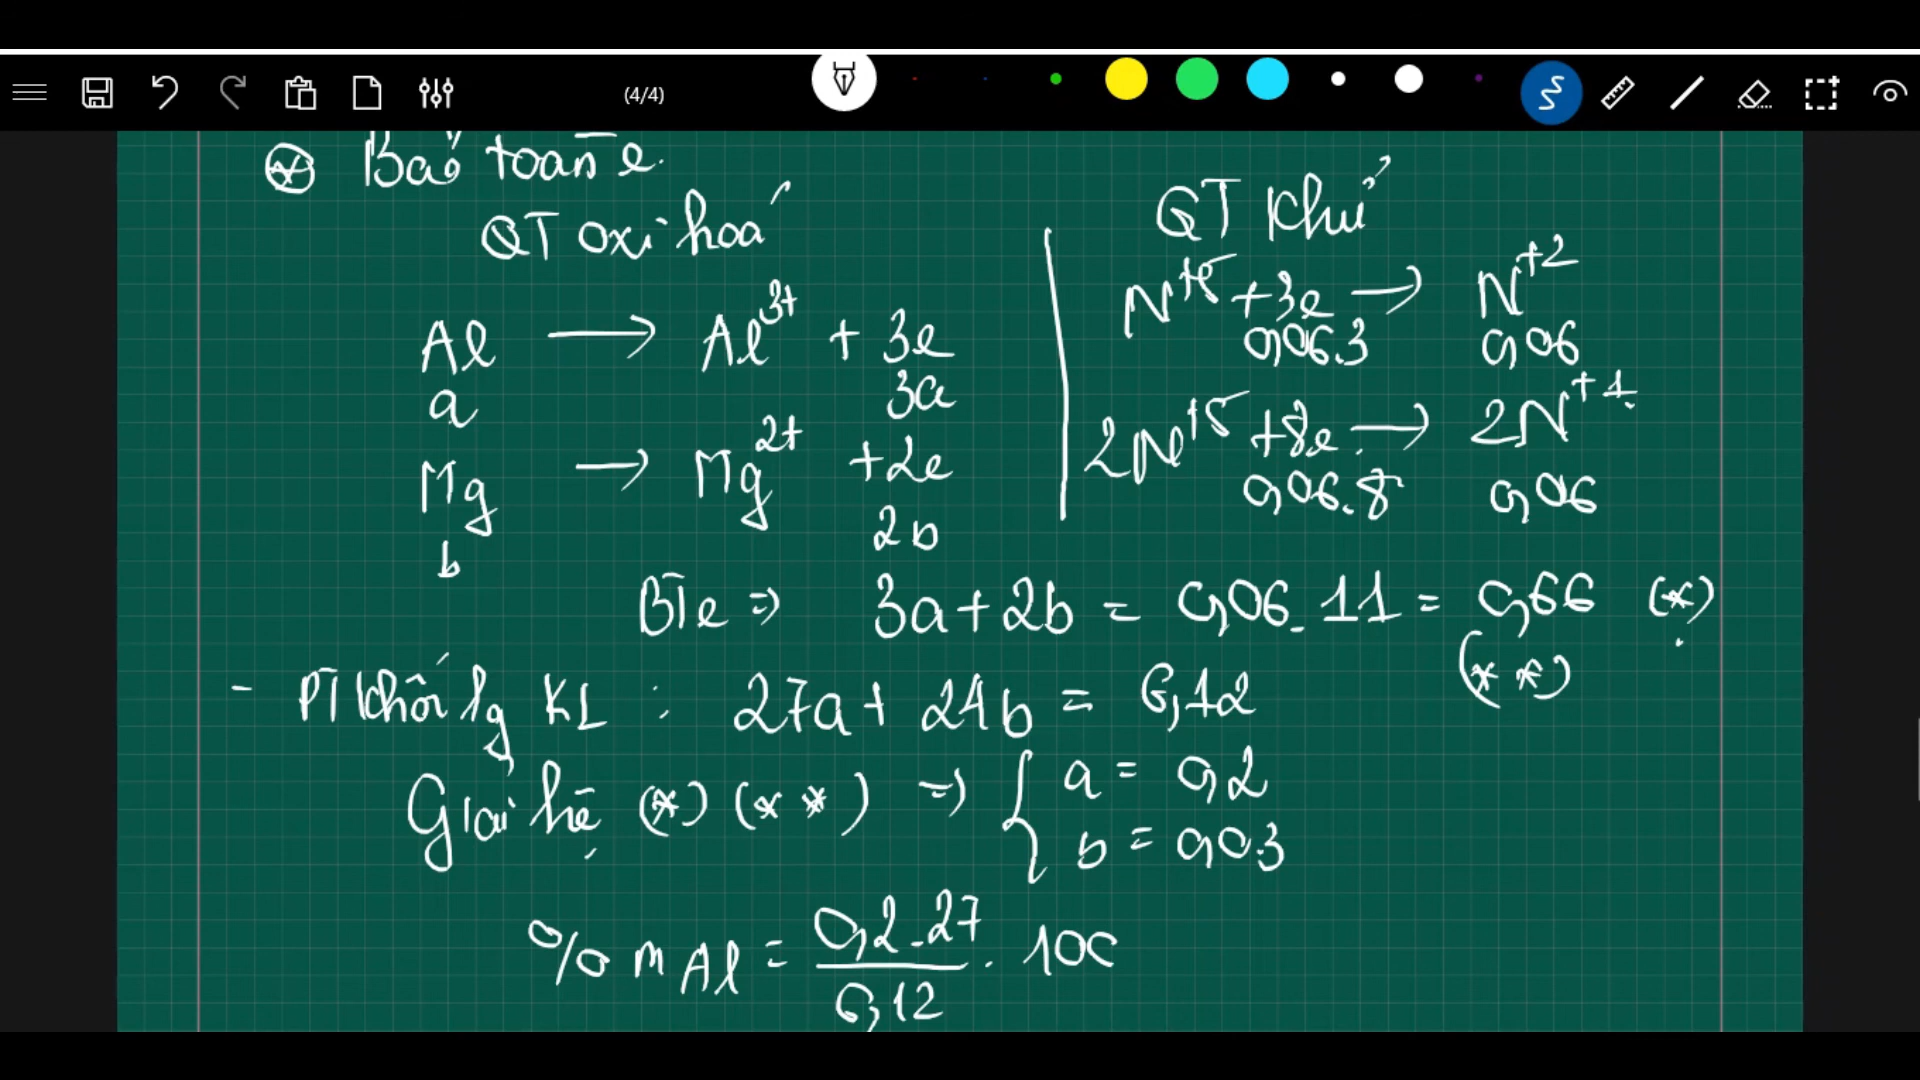 (4/4)
⊛ Bảo toàn e.
QT oxi hoá
QT khử
Al → Al³⁺ + 3e
a 3a
Mg → Mg²⁺ +2e
b 2b
N⁺⁵ +3e → N⁺²
0,06.3 0,06
2N⁺⁵ +8e → 2N⁺¹
0,06.8 0,06
BTe ⇒ 3a+2b = 0,06.11 = 0,66 (*)
- PT khối lg KL : 27a + 24b = 6,12 (**)
Giải hệ (*) (**) ⇒ { a = 0,2
b = 0,03
% m Al = 0,2.27 / 6,12 . 100